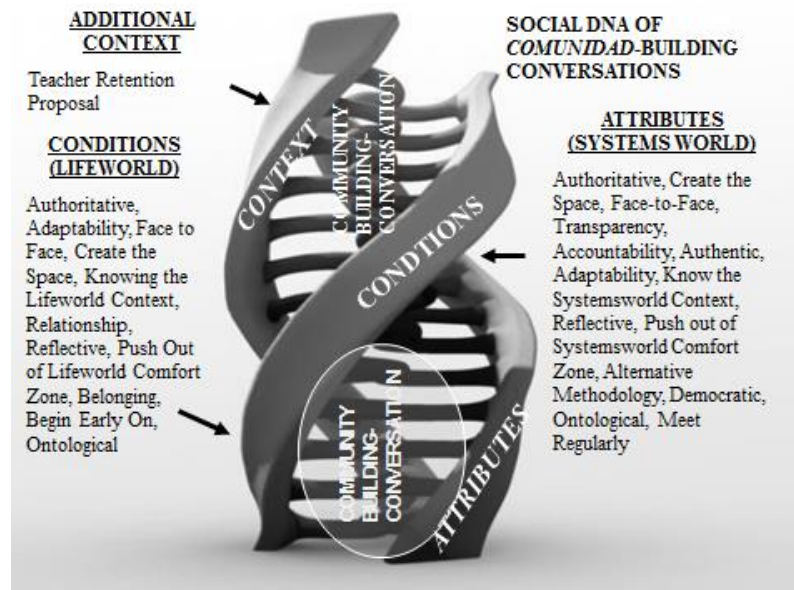 ADDITIONAL
CONTEXT
Teacher Retention
Proposal
CONDITIONS
(LIFEWORLD)
Authoritative,
Adaptability, Face to
Face, Create the
Space, Knowing the
Lifeworld Context,
Relationship,
Reflective, Push Out
of Lifeworld Comfort
Zone, Belonging,
Begin Early On,
Ontological
SOCIAL DNA OF
COMUNIDAD-BUILDING
CONVERSATIONS
ATTRIBUTES
(SYSTEMS WORLD)
Authoritative, Create the
Space, Face-to-Face,
Transparency,
Accountability, Authentic,
Adaptability, Know the
Systemsworld Context,
Reflective, Push out of
Systemsworld Comfort
Zone, Alternative
Methodology, Democratic,
Ontological, Meet
Regularly
CONTEXT
COMMUNITY
BUILDING-
CONVERSATION
CONDTIONS
COMMUNITY
BUILDING-
CONVERSATION
ATTRIBUTES